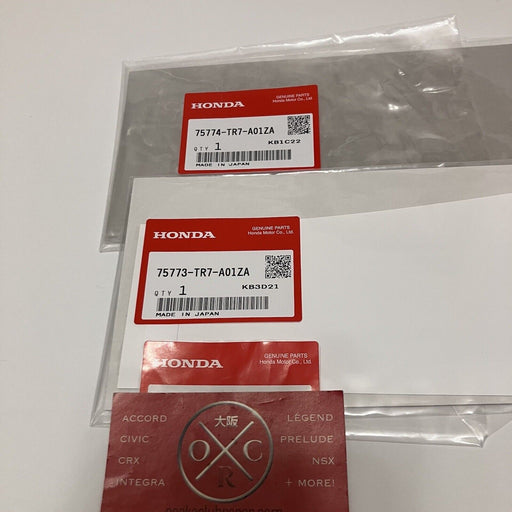 HONDA
GENUINE PARTS
Honda Motor Co., Ltd.
75774-TR7-A01ZA
QTY 1
KB1C22
MADE IN JAPAN
HONDA
GENUINE PARTS
Honda Motor Co., Ltd.
75773-TR7-A01ZA
QTY 1
KB3D21
MADE IN JAPAN
HONDA
GENUINE PARTS
Honda Motor Co., Ltd.
ACCORD
CIVIC
CRX
INTEGRA
大阪
O C
R
LEGEND
PRELUDE
NSX
+ MORE!